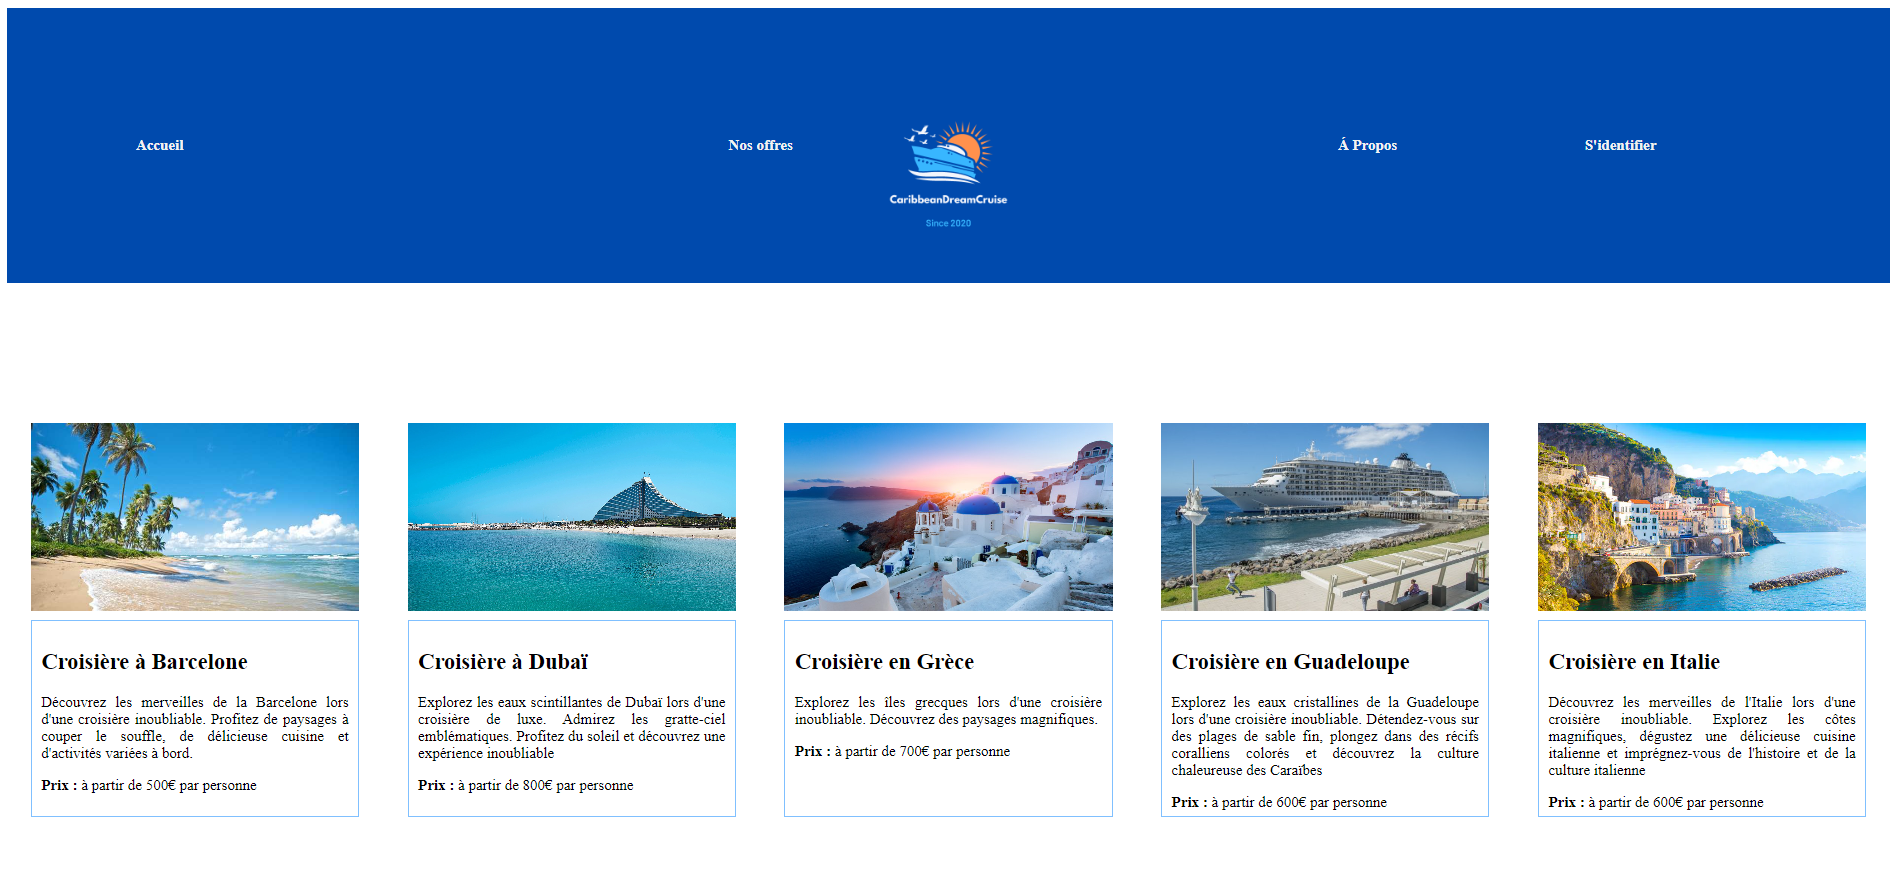 Accueil
Nos offres
CaribbeanDreamCruise
Since 2020
Á Propos
S'identifier
Croisière à Barcelone
Découvrez les merveilles de la Barcelone lors
d'une croisière inoubliable. Profitez de paysages à
couper le souffle, de délicieuse cuisine et
d'activités variées à bord.
Prix : à partir de 500€ par personne
Croisière à Dubaï
Explorez les eaux scintillantes de Dubaï lors d'une
croisière de luxe. Admirez les gratte-ciel
emblématiques. Profitez du soleil et découvrez une
expérience inoubliable
Prix : à partir de 800€ par personne
Croisière en Grèce
Explorez les îles grecques lors d'une croisière
inoubliable. Découvrez des paysages magnifiques.
Prix : à partir de 700€ par personne
Croisière en Guadeloupe
Explorez les eaux cristallines de la Guadeloupe
lors d'une croisière inoubliable. Détendez-vous sur
des plages de sable fin, plongez dans des récifs
coralliens colorés et découvrez la culture
chaleureuse des Caraïbes
Prix : à partir de 600€ par personne
Croisière en Italie
Découvrez les merveilles de l'Italie lors d'une
croisière inoubliable. Explorez les côtes
magnifiques, dégustez une délicieuse cuisine
italienne et imprégnez-vous de l'histoire et de la
culture italienne
Prix : à partir de 600€ par personne